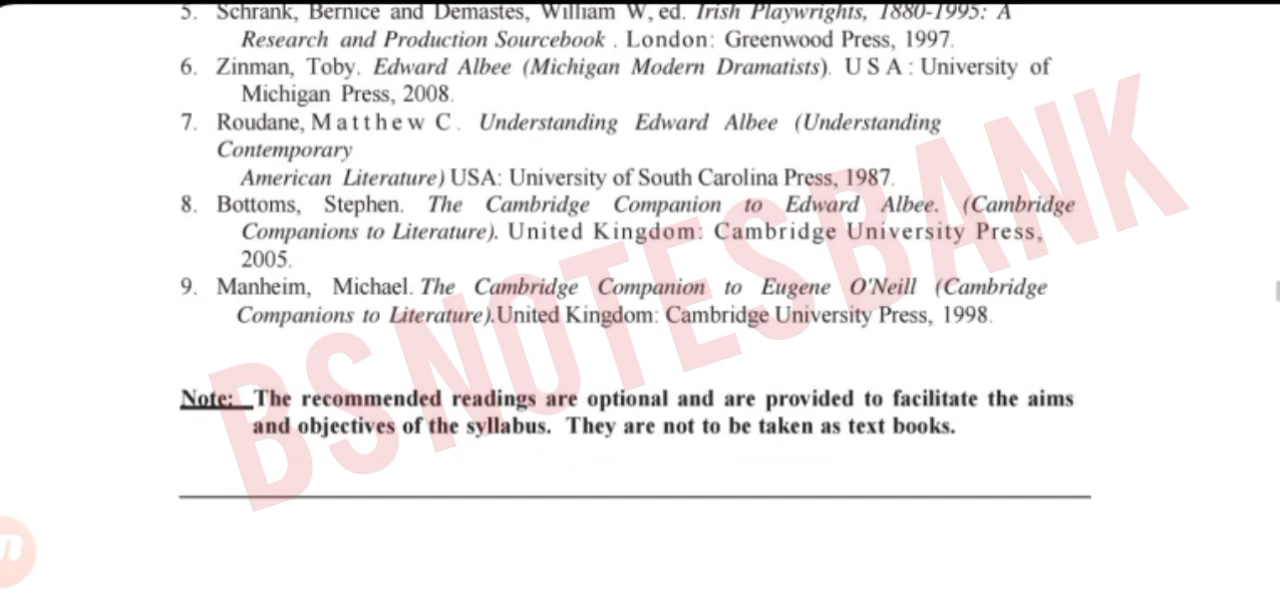 5. Schrank, Bernice and Demastes, William W, ed. Irish Playwrights, 1880-1995: A
Research and Production Sourcebook . London: Greenwood Press, 1997.
6. Zinman, Toby. Edward Albee (Michigan Modern Dramatists). U S A : University of
Michigan Press, 2008.
7. Roudane, M a t t h e w C . Understanding Edward Albee (Understanding
Contemporary
American Literature) USA: University of South Carolina Press, 1987.
8. Bottoms, Stephen. The Cambridge Companion to Edward Albee. (Cambridge
Companions to Literature). United Kingdom: Cambridge University Press,
2005.
9. Manheim, Michael. The Cambridge Companion to Eugene O'Neill (Cambridge
Companions to Literature).United Kingdom: Cambridge University Press, 1998.
Note: The recommended readings are optional and are provided to facilitate the aims
and objectives of the syllabus. They are not to be taken as text books.
BSNOTESBANK